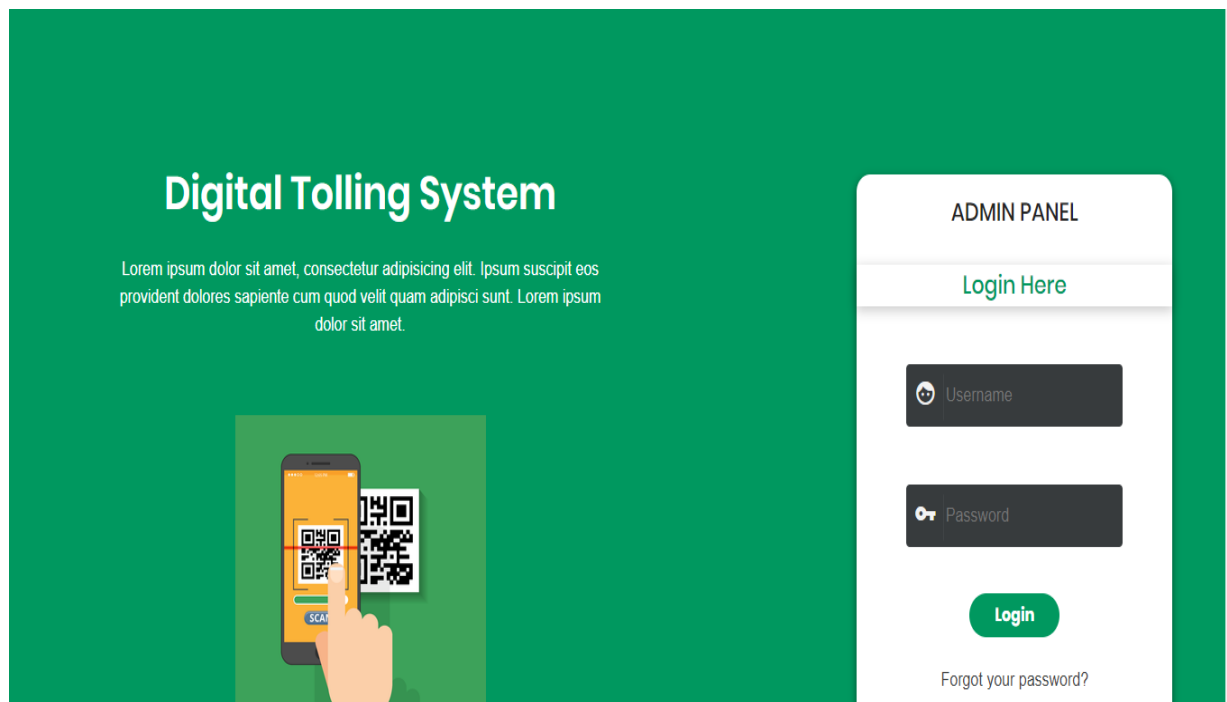 Digital Tolling System
Lorem ipsum dolor sit amet, consectetur adipisicing elit. Ipsum suscipit eos
provident dolores sapiente cum quod velit quam adipisci sunt. Lorem ipsum
dolor sit amet.
SCAN
ADMIN PANEL
Login Here
Username
Password
Login
Forgot your password?